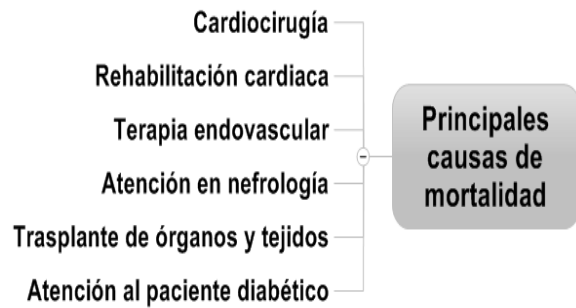 Cardiocirugía
Rehabilitación cardiaca
Terapia endovascular
Atención en nefrología
Trasplante de órganos y tejidos
Atención al paciente diabético
Principales
causas de
mortalidad